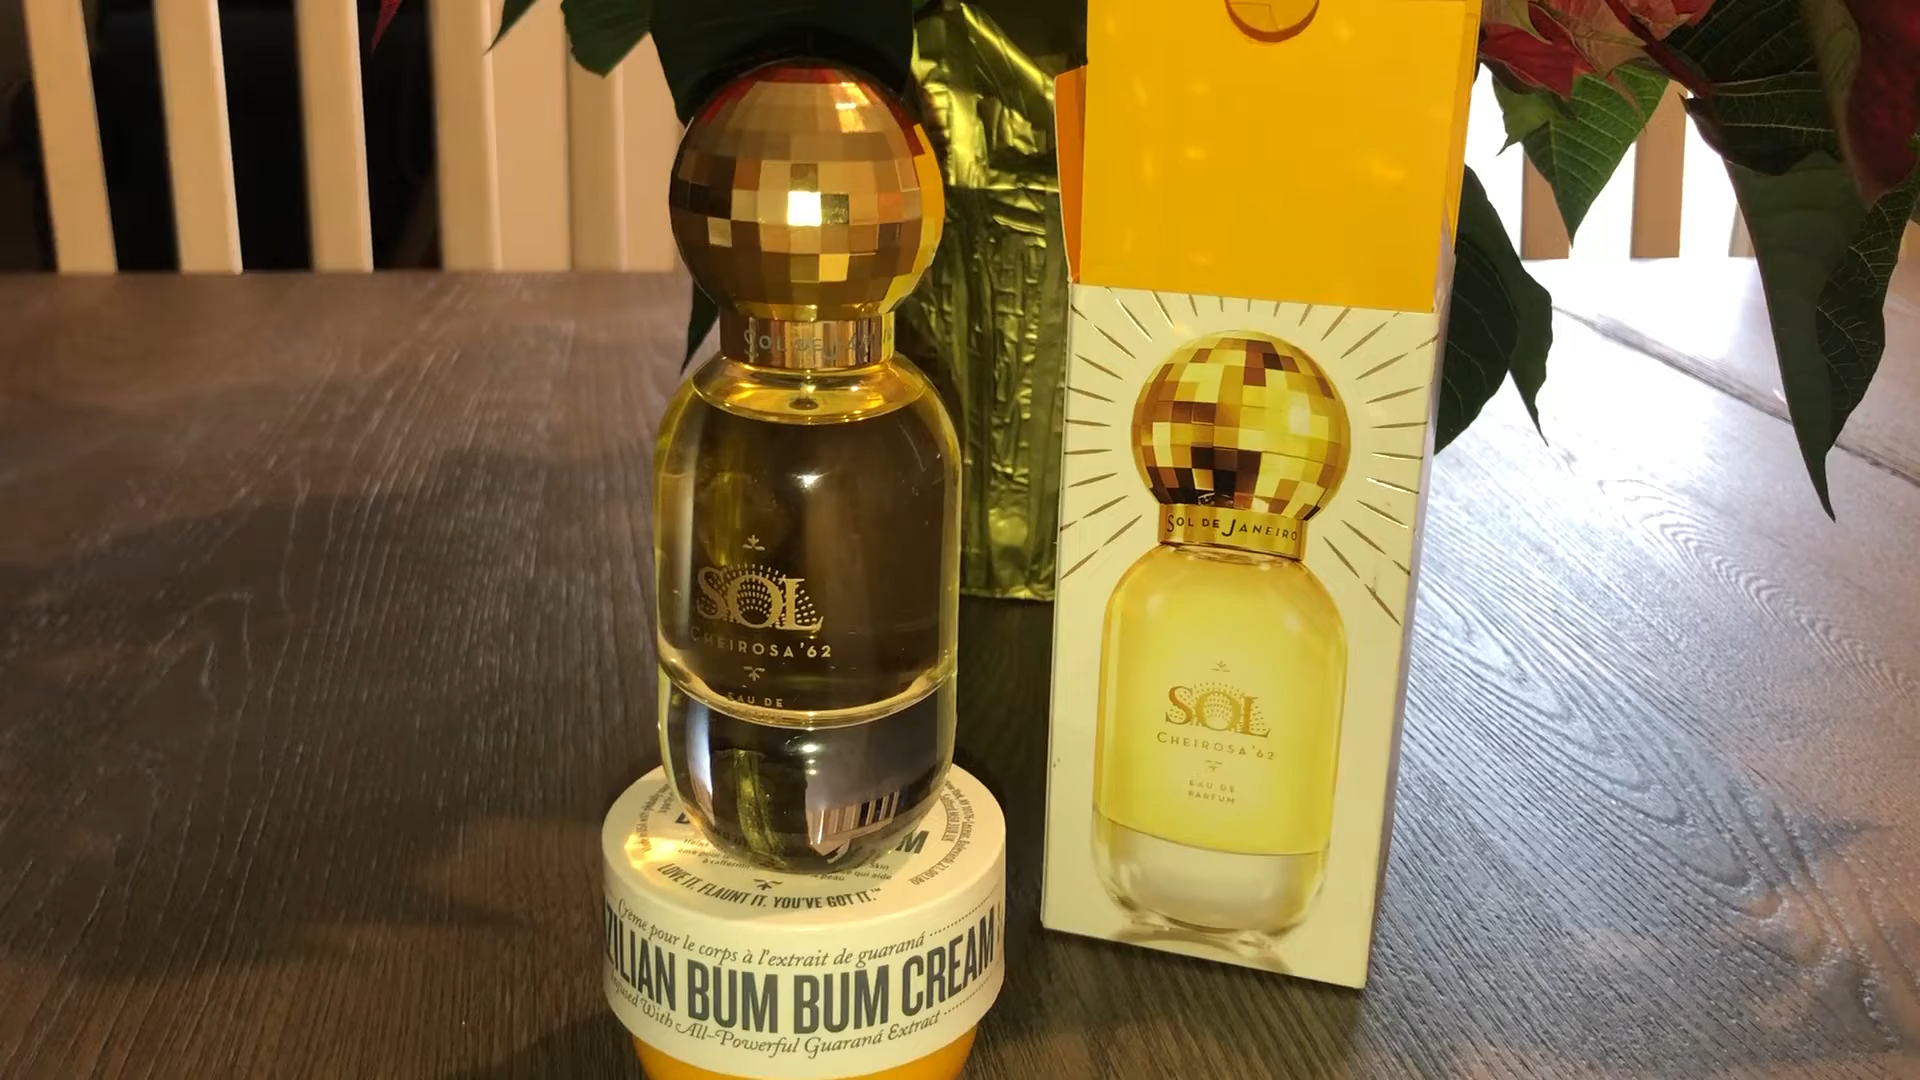 SOL DE JAN
SOL
CHEIROSA '62
EAU DE
LOVE IT. FLAUNT IT. YOU'VE GOT IT.™
Crème pour le corps à l'extrait de guaraná
ZILIAN BUM BUM CREAM
With All-Powerful Guaraná Extract
SOL DE JANEIRO
SOL
CHEIROSA '62
EAU DE
PARFUM